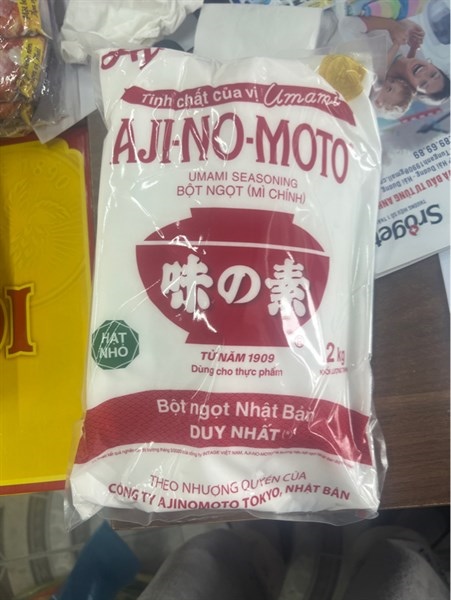 Tinh chất của vị Umami
AJI-NO-MOTO
UMAMI SEASONING
BỘT NGỌT (MÌ CHÍNH)
味の素
HẠT
NHỎ
TỪ NĂM 1909
Dùng cho thực phẩm
2 kg
Bột ngọt Nhật Bản
DUY NHẤT
THEO NHƯỢNG QUYỀN CỦA
CÔNG TY AJINOMOTO TOKYO, NHẬT BẢN
Sroget